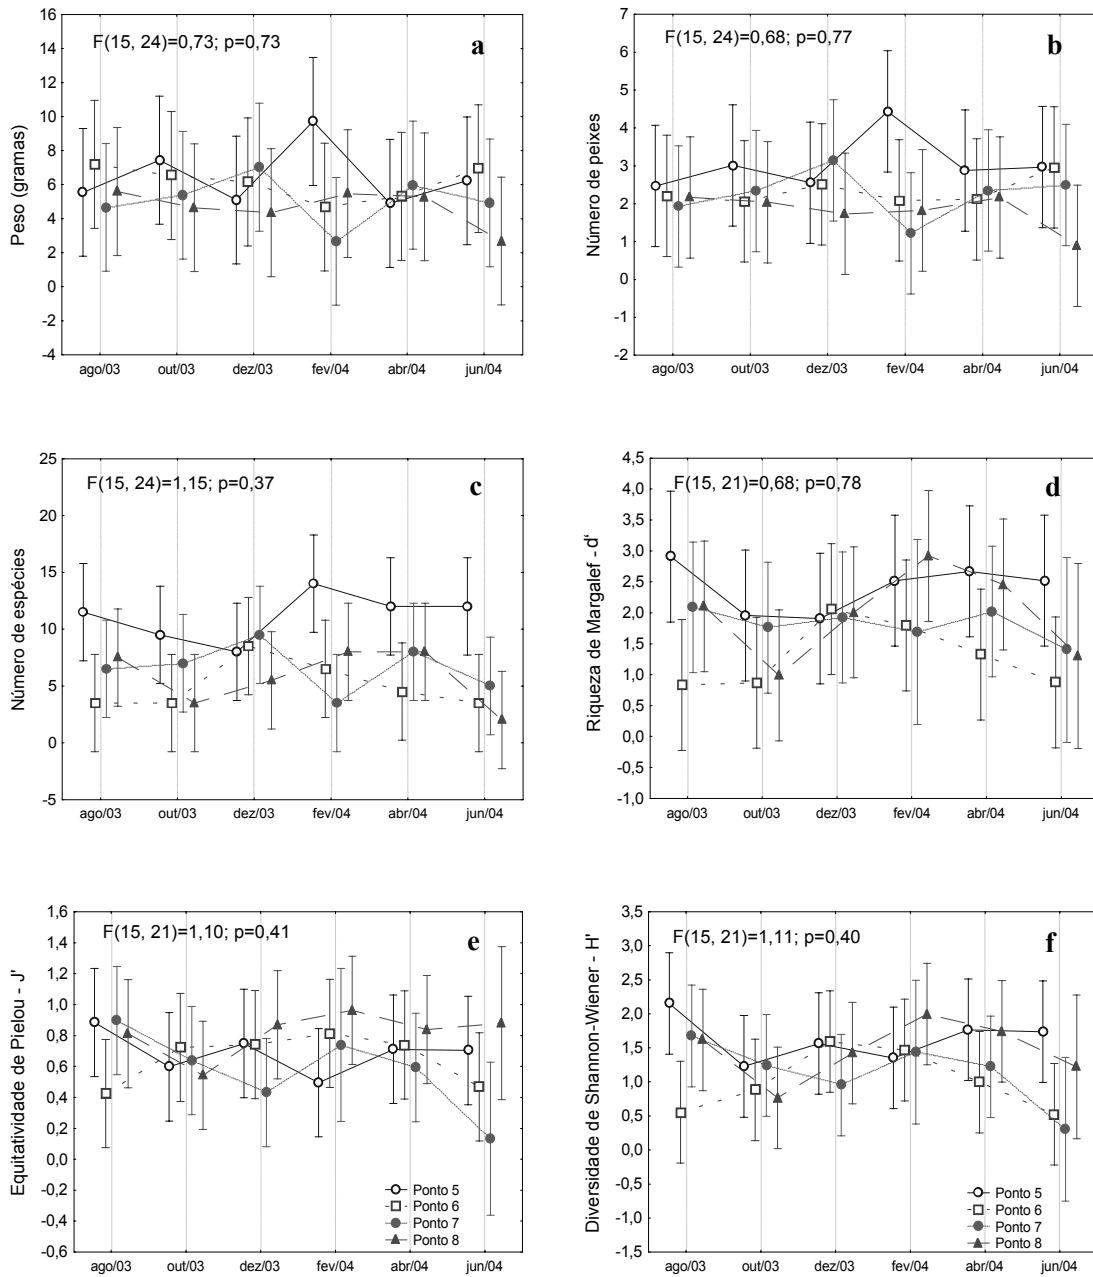 F(15, 24)=0,73; p=0,73
a
Peso (gramas)
16
14
12
10
8
6
4
2
0
-2
-4
ago/03 out/03 dez/03 fev/04 abr/04 jun/04
F(15, 24)=0,68; p=0,77
b
Número de peixes
7
6
5
4
3
2
1
0
-1
-2
ago/03 out/03 dez/03 fev/04 abr/04 jun/04
F(15, 24)=1,15; p=0,37
c
Número de espécies
25
20
15
10
5
0
-5
ago/03 out/03 dez/03 fev/04 abr/04 jun/04
F(15, 21)=0,68; p=0,78
d
Riqueza de Margalef - d'
4,5
4,0
3,5
3,0
2,5
2,0
1,5
1,0
0,5
0,0
-0,5
-1,0
ago/03 out/03 dez/03 fev/04 abr/04 jun/04
F(15, 21)=1,10; p=0,41
e
Equitatividade de Pielou - J'
1,6
1,4
1,2
1,0
0,8
0,6
0,4
0,2
0,0
-0,2
-0,4
-0,6
Ponto 5
Ponto 6
Ponto 7
Ponto 8
ago/03 out/03 dez/03 fev/04 abr/04 jun/04
F(15, 21)=1,11; p=0,40
f
Diversidade de Shannon-Wiener - H'
3,5
3,0
2,5
2,0
1,5
1,0
0,5
0,0
-0,5
-1,0
-1,5
Ponto 5
Ponto 6
Ponto 7
Ponto 8
ago/03 out/03 dez/03 fev/04 abr/04 jun/04